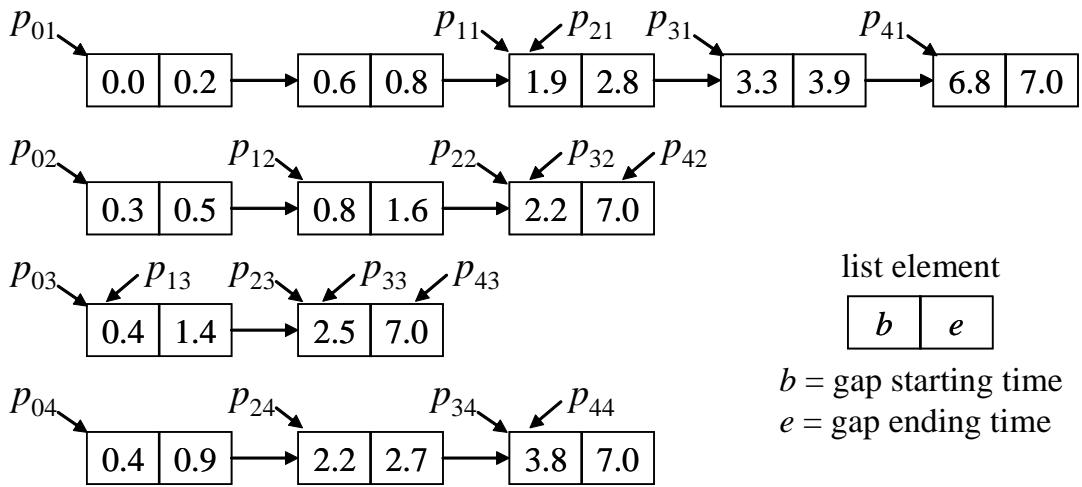 p01 p11 p21 p31 p41
0.0 0.2 0.6 0.8 1.9 2.8 3.3 3.9 6.8 7.0
p02 p12 p22 p32 p42
0.3 0.5 0.8 1.6 2.2 7.0
p03 p13 p23 p33 p43
0.4 1.4 2.5 7.0
list element
b e
b = gap starting time
e = gap ending time
p04 p24 p34 p44
0.4 0.9 2.2 2.7 3.8 7.0